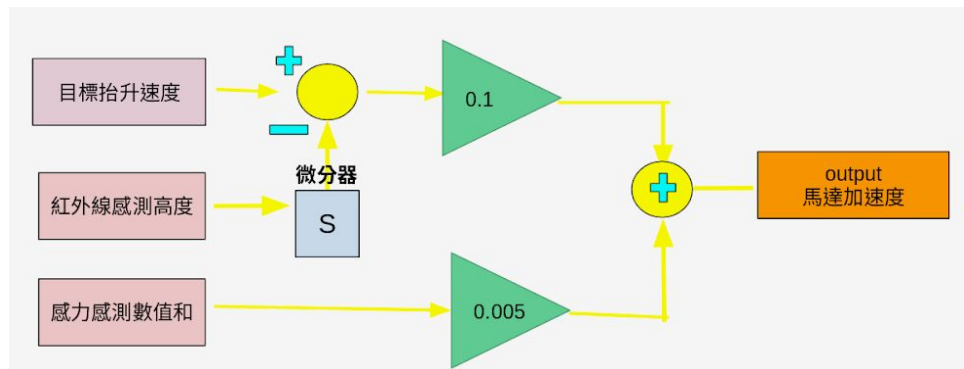 目標抬升速度
0.1
微分器
output
馬達加速度
紅外線感測高度
S
感力感測數值和
0.005